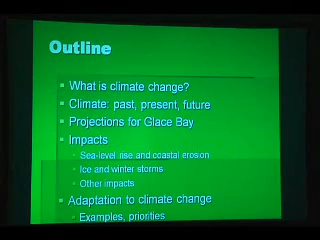 Outline
What is climate change?
Climate: past, present, future
Projections for Glace Bay
Impacts
Sea-level rise and coastal erosion
Ice and winter storms
Other impacts
Adaptation to climate change
Examples, priorities